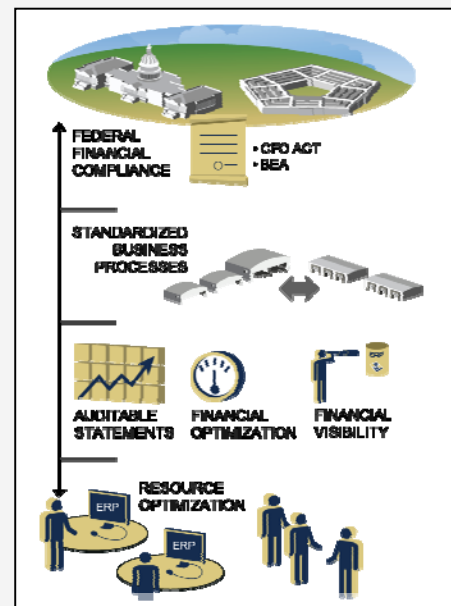 FEDERAL
FINANCIAL
COMPLIANCE
• CFO ACT
• BEA
STANDARDIZED
BUSINESS
PROCESSES
AUDITABLE
STATEMENTS
FINANCIAL
OPTIMIZATION
FINANCIAL
VISIBILITY
RESOURCE
OPTIMIZATION
ERP
ERP